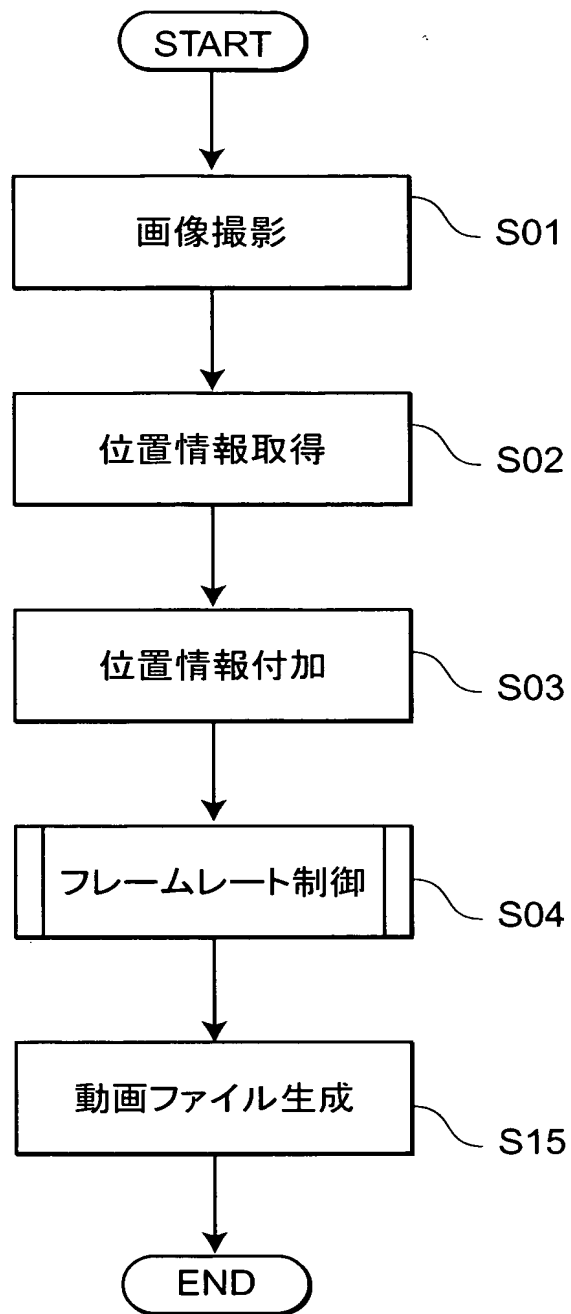 START
画像撮影
S01
位置情報取得
S02
位置情報付加
S03
フレームレート制御
S04
動画ファイル生成
S15
END